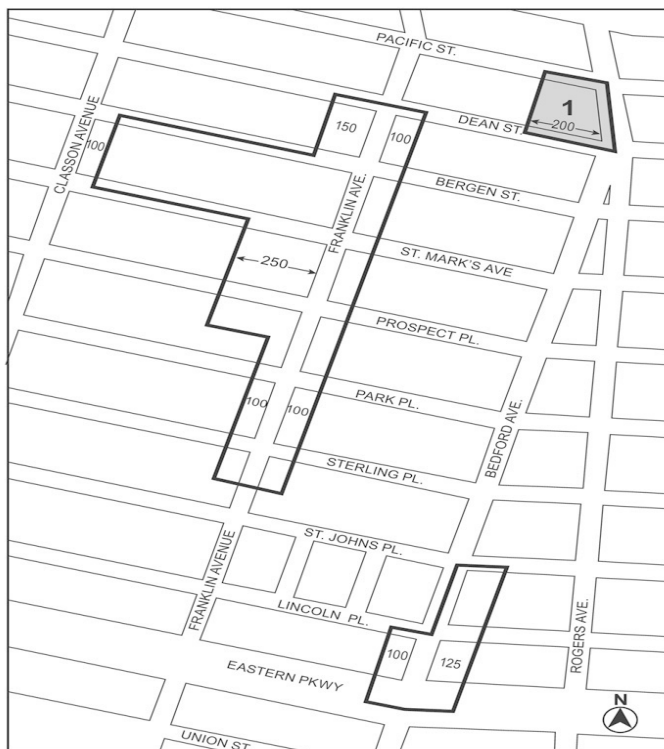 PACIFIC ST.
1
200
DEAN ST.
150
100
100
CLASSON AVENUE
FRANKLIN AVE.
BERGEN ST.
ST. MARK'S AVE
250
PROSPECT PL.
PARK PL.
100
100
BEDFORD AVE.
STERLING PL.
ST. JOHNS PL.
FRANKLIN AVENUE
LINCOLN PL.
ROGERS AVE.
100
125
EASTERN PKWY
N
UNION ST.